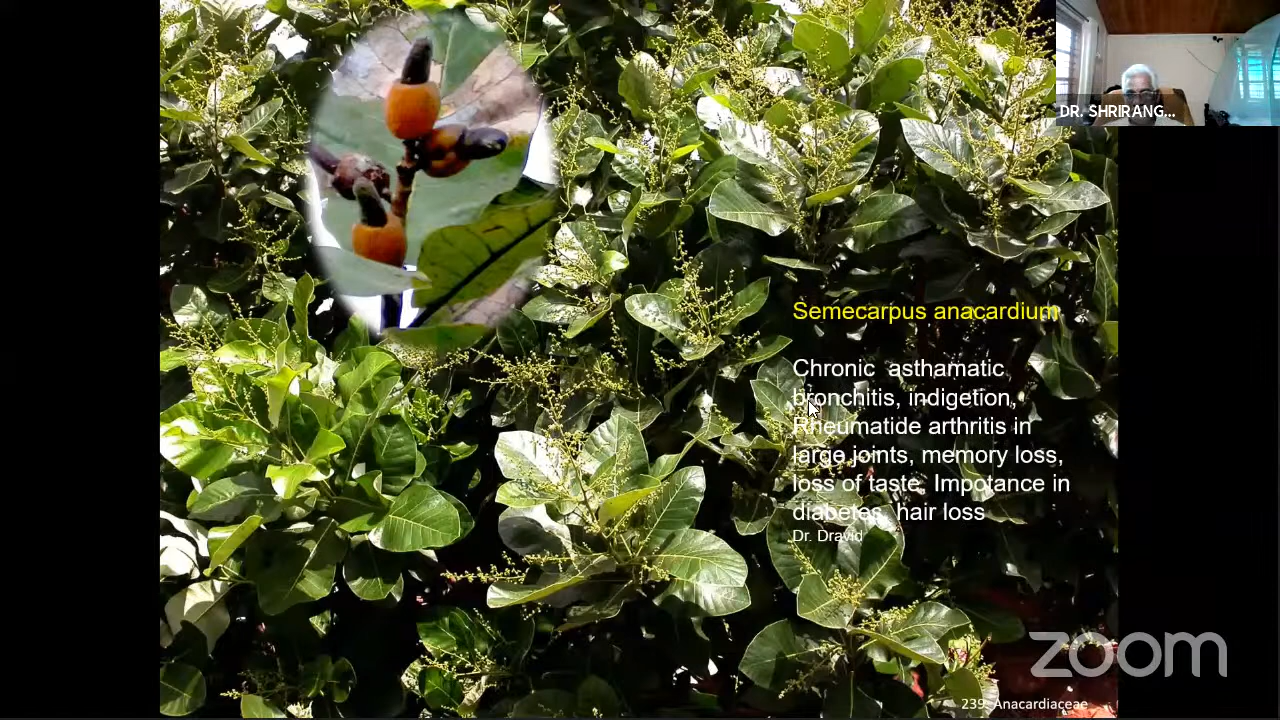 DR. SHRIRANG...
Semecarpus anacardium
Chronic asthamatic
bronchitis, indigetion,
Rheumatide arthritis in
large joints, memory loss,
loss of taste, Impotance in
diabetes, hair loss
Dr. Dravid
zoom
239 Anacardiaceae